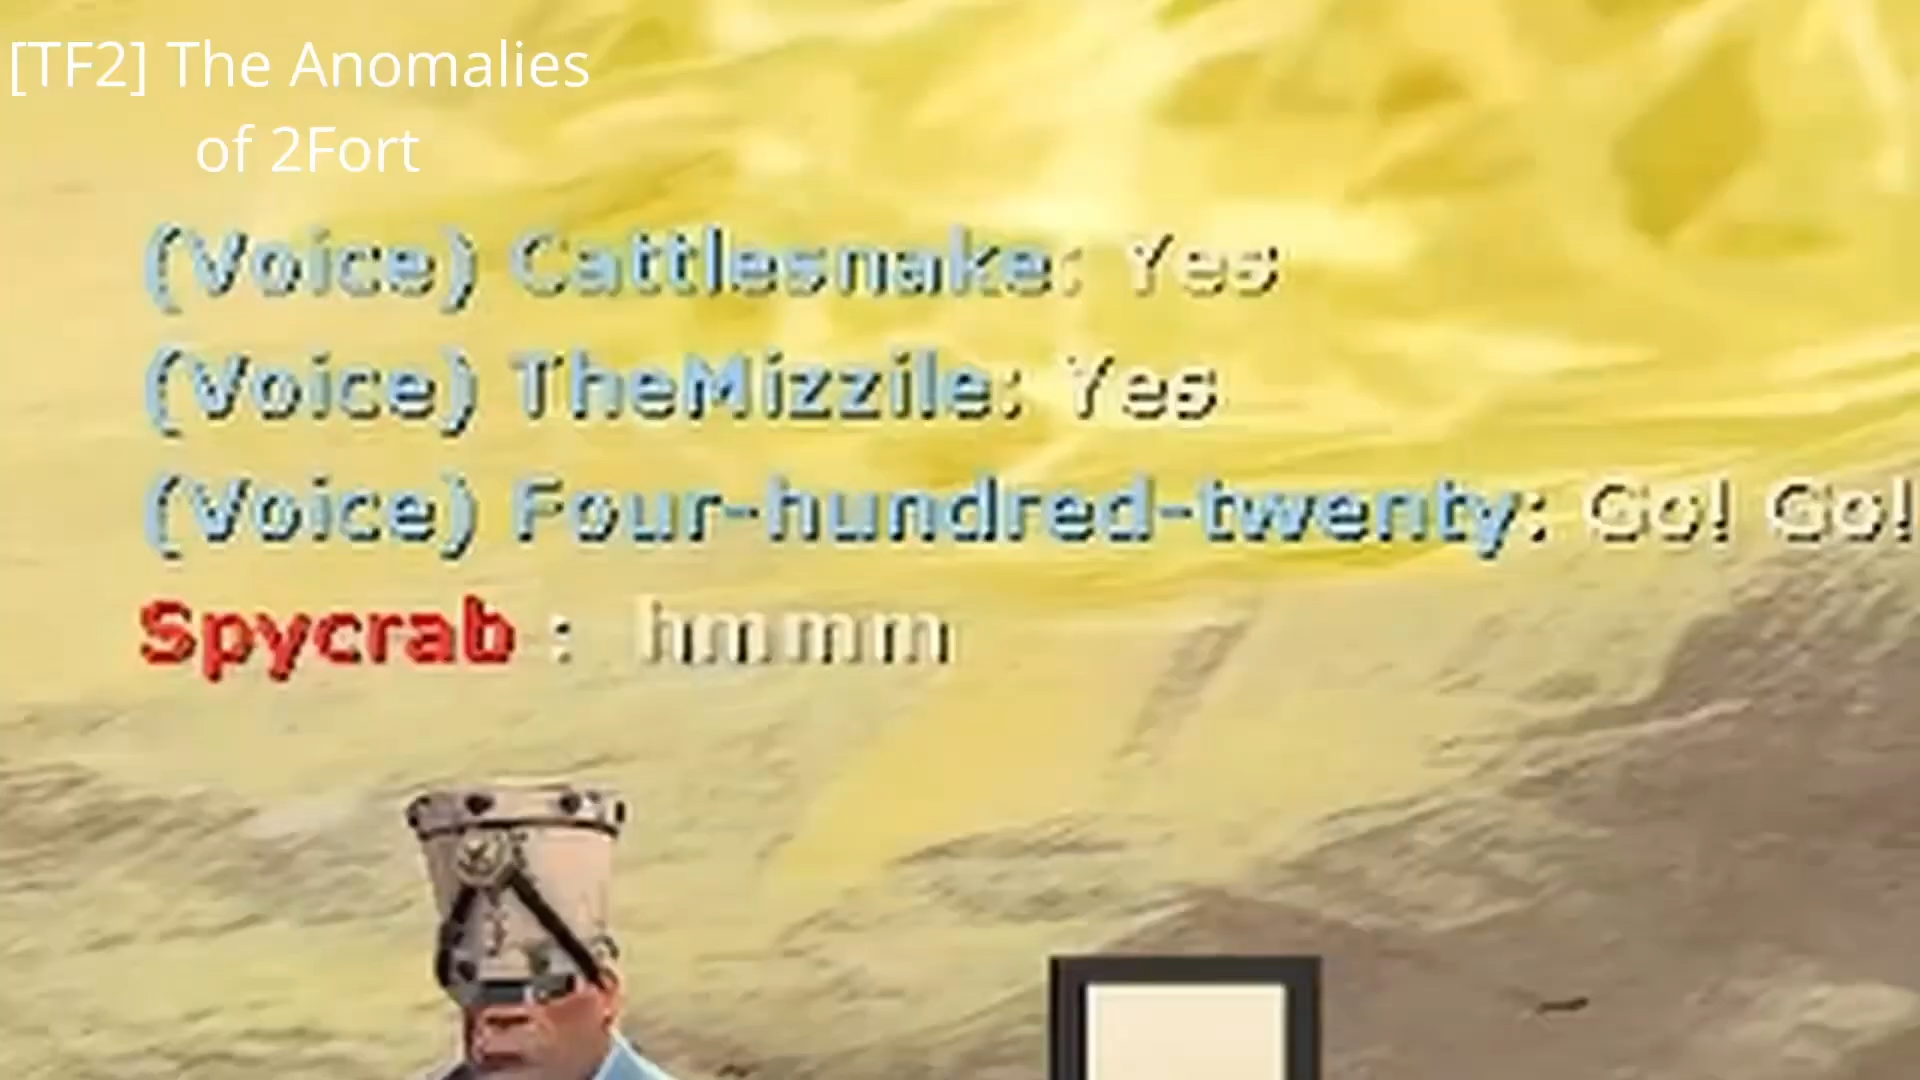 [TF2] The Anomalies
of 2Fort
(Voice) Cattlesnake: Yes
(Voice) TheMizzile: Yes
(Voice) Four-hundred-twenty: Go! Go!
Spycrab : hmmm